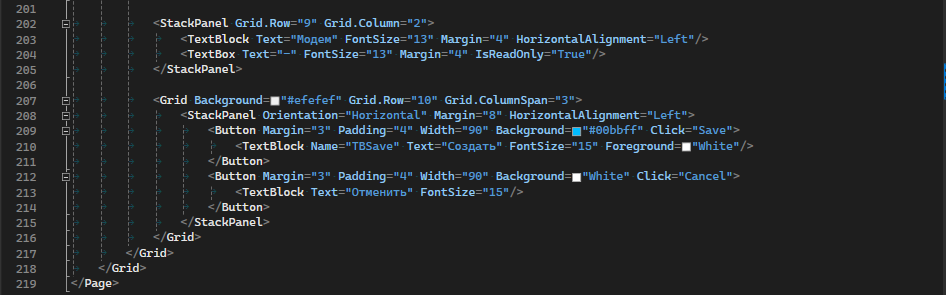 201
202 <StackPanel Grid.Row="9" Grid.Column="2">
203 <TextBlock Text="Модем" FontSize="13" Margin="4" HorizontalAlignment="Left"/>
204 <TextBox Text="-" FontSize="13" Margin="4" IsReadOnly="True"/>
205 </StackPanel>
206
207 <Grid Background="#efefef" Grid.Row="10" Grid.ColumnSpan="3">
208 <StackPanel Orientation="Horizontal" Margin="8" HorizontalAlignment="Left">
209 <Button Margin="3" Padding="4" Width="90" Background="#00bbff" Click="Save">
210 <TextBlock Name="TBSave" Text="Создать" FontSize="15" Foreground="White"/>
211 </Button>
212 <Button Margin="3" Padding="4" Width="90" Background="White" Click="Cancel">
213 <TextBlock Text="Отменить" FontSize="15"/>
214 </Button>
215 </StackPanel>
216 </Grid>
217 </Grid>
218 </Grid>
219 </Page>